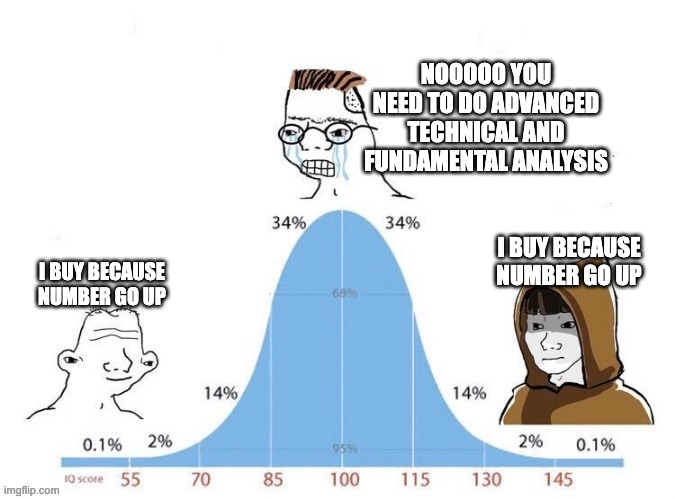 NOOOOO YOU
NEED TO DO ADVANCED
TECHNICAL AND
FUNDAMENTAL ANALYSIS
34%
34%
I BUY BECAUSE
NUMBER GO UP
I BUY BECAUSE
NUMBER GO UP
68%
14%
14%
0.1%
2%
95%
2%
0.1%
IQ score
55
70
85
100
115
130
145
imgflip.com